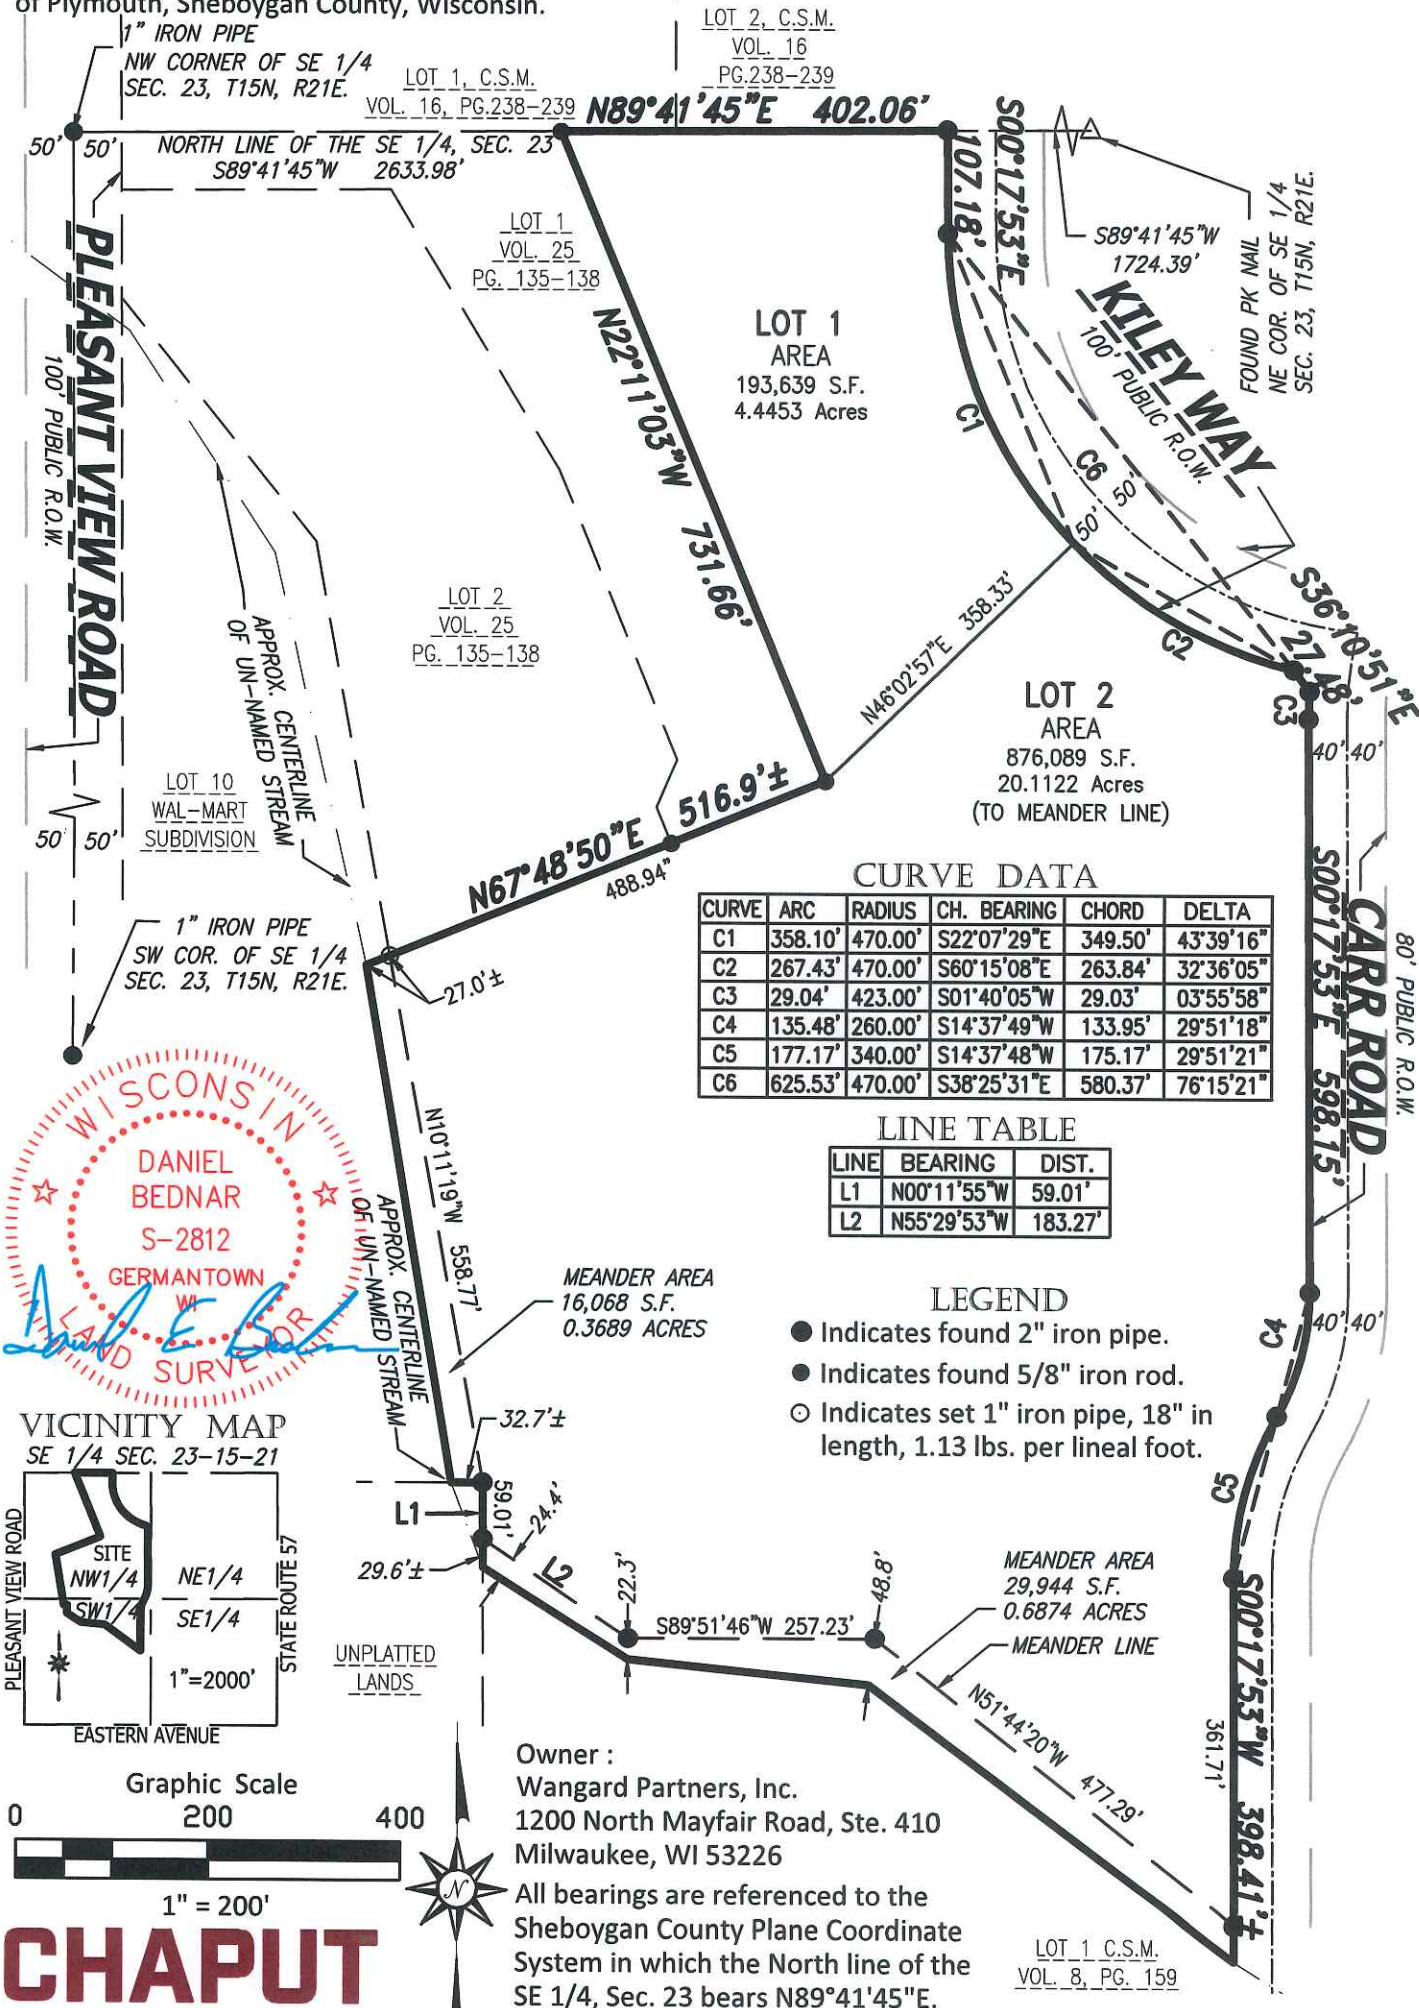 of Plymouth, Sheboygan County, Wisconsin.
1" IRON PIPE
NW CORNER OF SE 1/4
SEC. 23, T15N, R21E.
LOT 1, C.S.M.
VOL. 16, PG.238-239
LOT 2, C.S.M.
VOL. 16
PG.238-239
N89°41'45"E 402.06'
50' 50'
NORTH LINE OF THE SE 1/4, SEC. 23
S89°41'45"W 2633.98'
S00°17'53"E
107.18'
S89°41'45"W
1724.39'
FOUND PK NAIL
NE COR. OF SE 1/4
SEC. 23, T15N, R21E.
PLEASANT VIEW ROAD
100' PUBLIC R.O.W.
LOT 1
VOL. 25
PG. 135-138
N22°11'03"W 731.66'
LOT 1
AREA
193,639 S.F.
4.4453 Acres
C1
KILEY WAY
100' PUBLIC R.O.W.
C6
50'
50'
C2
S36°10'51"E
27.48'
C3
40' 40'
LOT 2
VOL. 25
PG. 135-138
APPROX. CENTERLINE
OF UN-NAMED STREAM
N46°02'57"E 358.33'
LOT 2
AREA
876,089 S.F.
20.1122 Acres
(TO MEANDER LINE)
LOT 10
WAL-MART
SUBDIVISION
50' 50'
N67°48'50"E 516.9'±
488.94"
1" IRON PIPE
SW COR. OF SE 1/4
SEC. 23, T15N, R21E.
27.0'±
CURVE DATA
CURVE ARC RADIUS CH. BEARING CHORD DELTA
C1 358.10' 470.00' S22°07'29"E 349.50' 43°39'16"
C2 267.43' 470.00' S60°15'08"E 263.84' 32°36'05"
C3 29.04' 423.00' S01°40'05"W 29.03' 03°55'58"
C4 135.48' 260.00' S14°37'49"W 133.95' 29°51'18"
C5 177.17' 340.00' S14°37'48"W 175.17' 29°51'21"
C6 625.53' 470.00' S38°25'31"E 580.37' 76°15'21"
S00°17'53"E 598.15'
CARR ROAD
80' PUBLIC R.O.W.
LINE TABLE
LINE BEARING DIST.
L1 N00°11'55"W 59.01'
L2 N55°29'53"W 183.27'
WISCONSIN
DANIEL
BEDNAR
S-2812
GERMANTOWN
WI
LAND SURVEYOR
N10°11'19"W 558.77'
APPROX. CENTERLINE
OF UN-NAMED STREAM
MEANDER AREA
16,068 S.F.
0.3689 ACRES
LEGEND
Indicates found 2" iron pipe.
Indicates found 5/8" iron rod.
Indicates set 1" iron pipe, 18" in
length, 1.13 lbs. per lineal foot.
C4
40' 40'
C5
VICINITY MAP
SE 1/4 SEC. 23-15-21
PLEASANT VIEW ROAD
SITE
NW1/4
NE1/4
SW1/4
SE1/4
STATE ROUTE 57
1"=2000'
EASTERN AVENUE
32.7'±
L1
59.01'
24.4'
29.6'±
L2
22.3'
S89°51'46"W 257.23'
48.8'
MEANDER AREA
29,944 S.F.
0.6874 ACRES
MEANDER LINE
UNPLATTED
LANDS
N51°44'20"W 477.29'
S00°17'53"W 398.41'±
361.71'
Graphic Scale
0 200 400
1" = 200'
N
Owner :
Wangard Partners, Inc.
1200 North Mayfair Road, Ste. 410
Milwaukee, WI 53226
All bearings are referenced to the
Sheboygan County Plane Coordinate
System in which the North line of the
SE 1/4, Sec. 23 bears N89°41'45"E.
LOT 1 C.S.M.
VOL. 8, PG. 159
CHAPUT